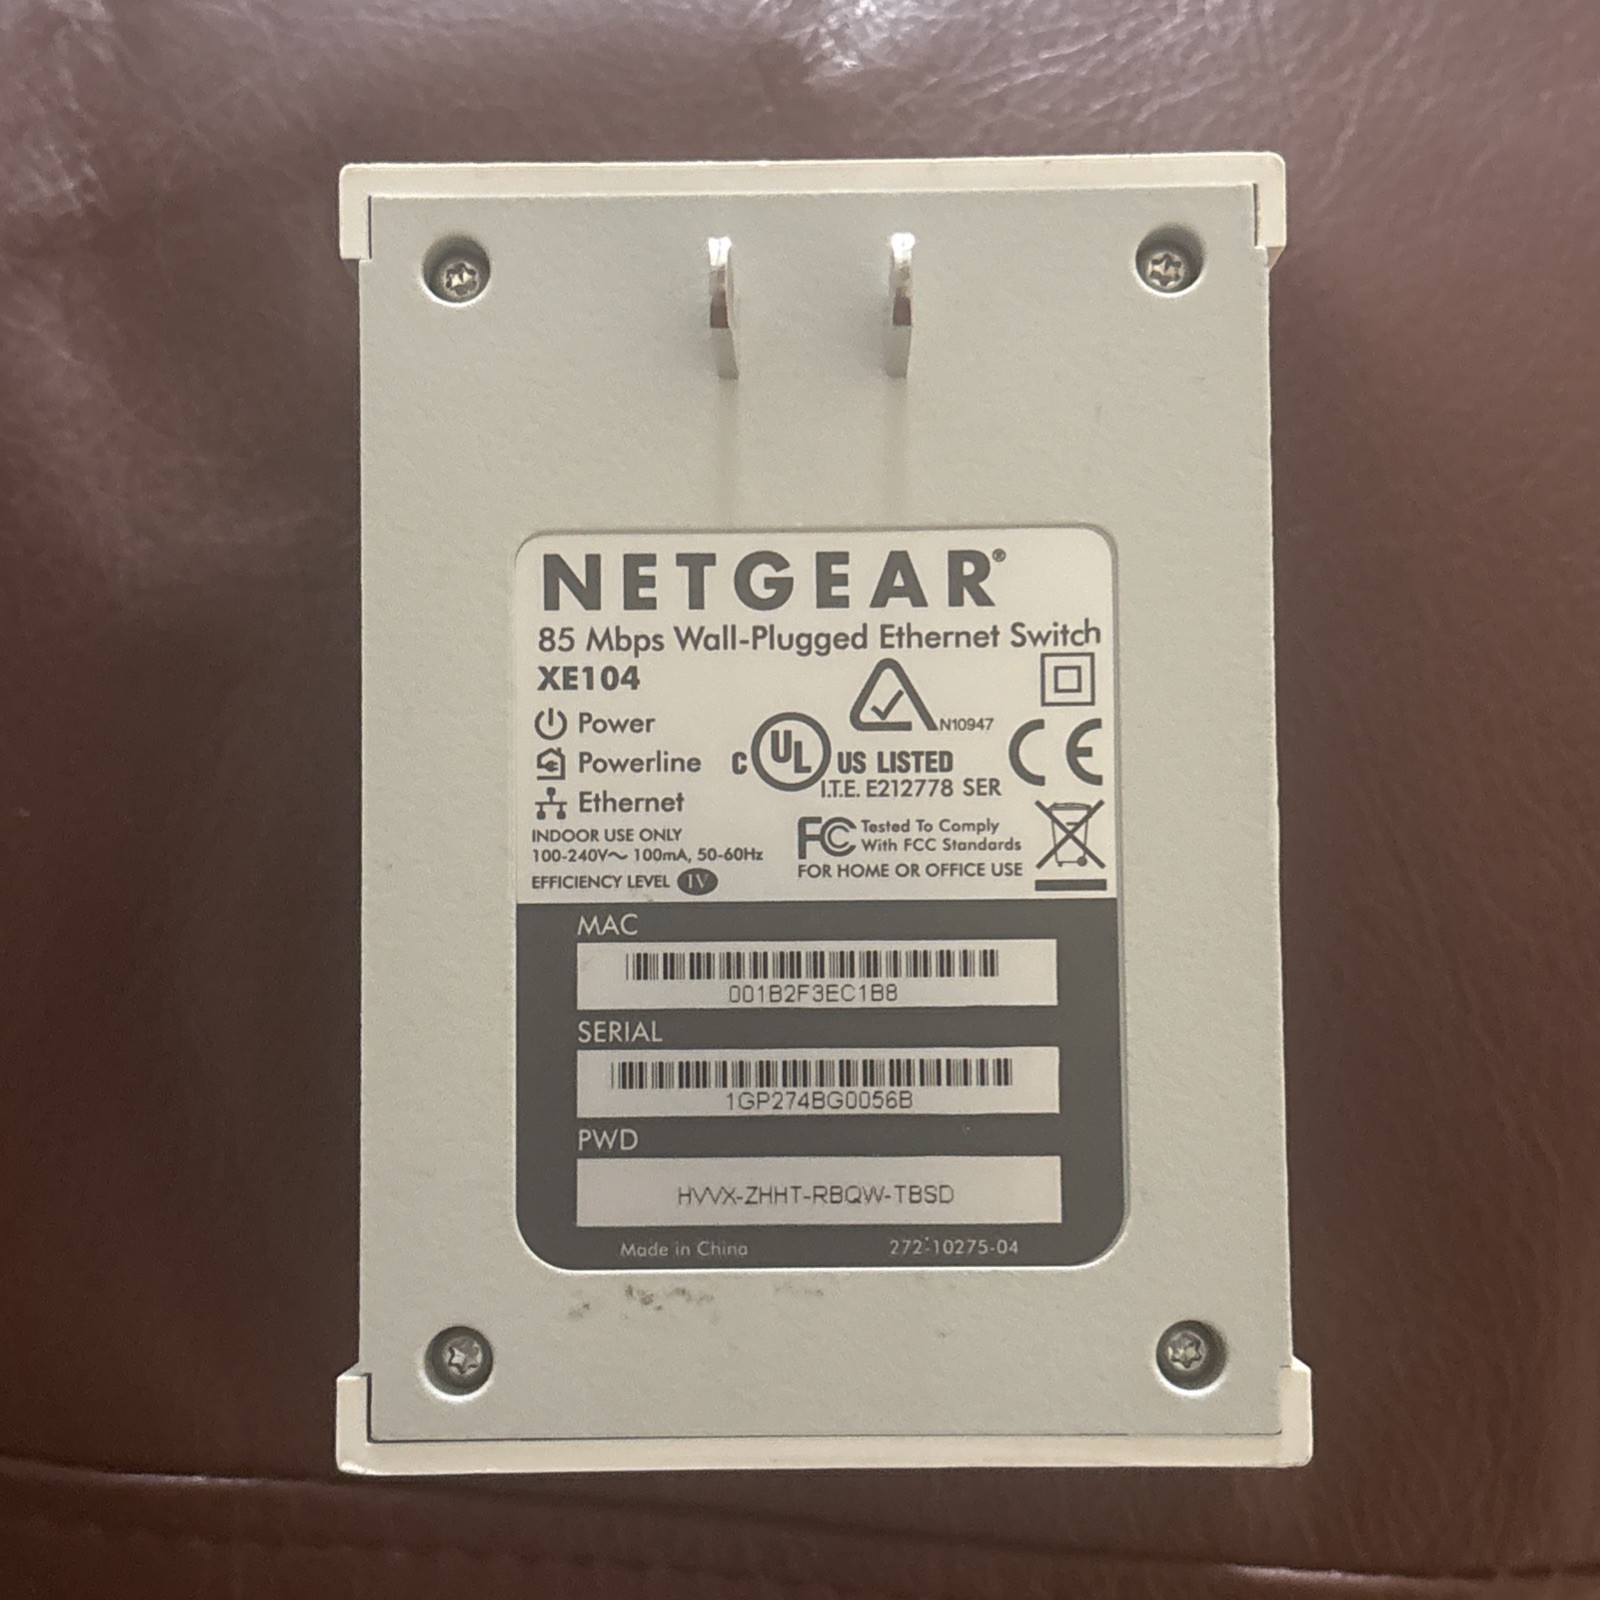 NETGEAR®
85 Mbps Wall-Plugged Ethernet Switch
XE104
Power
Powerline
Ethernet
N10947
C UL US LISTED
I.T.E. E212778 SER
CE
INDOOR USE ONLY
100-240V~ 100mA, 50-60Hz
EFFICIENCY LEVEL IV
FC Tested To Comply
With FCC Standards
FOR HOME OR OFFICE USE
MAC
001B2F3EC1B8
SERIAL
1GP274BG0056B
PWD
HVVX-ZHHT-RBQW-TBSD
Made in China
272-10275-04